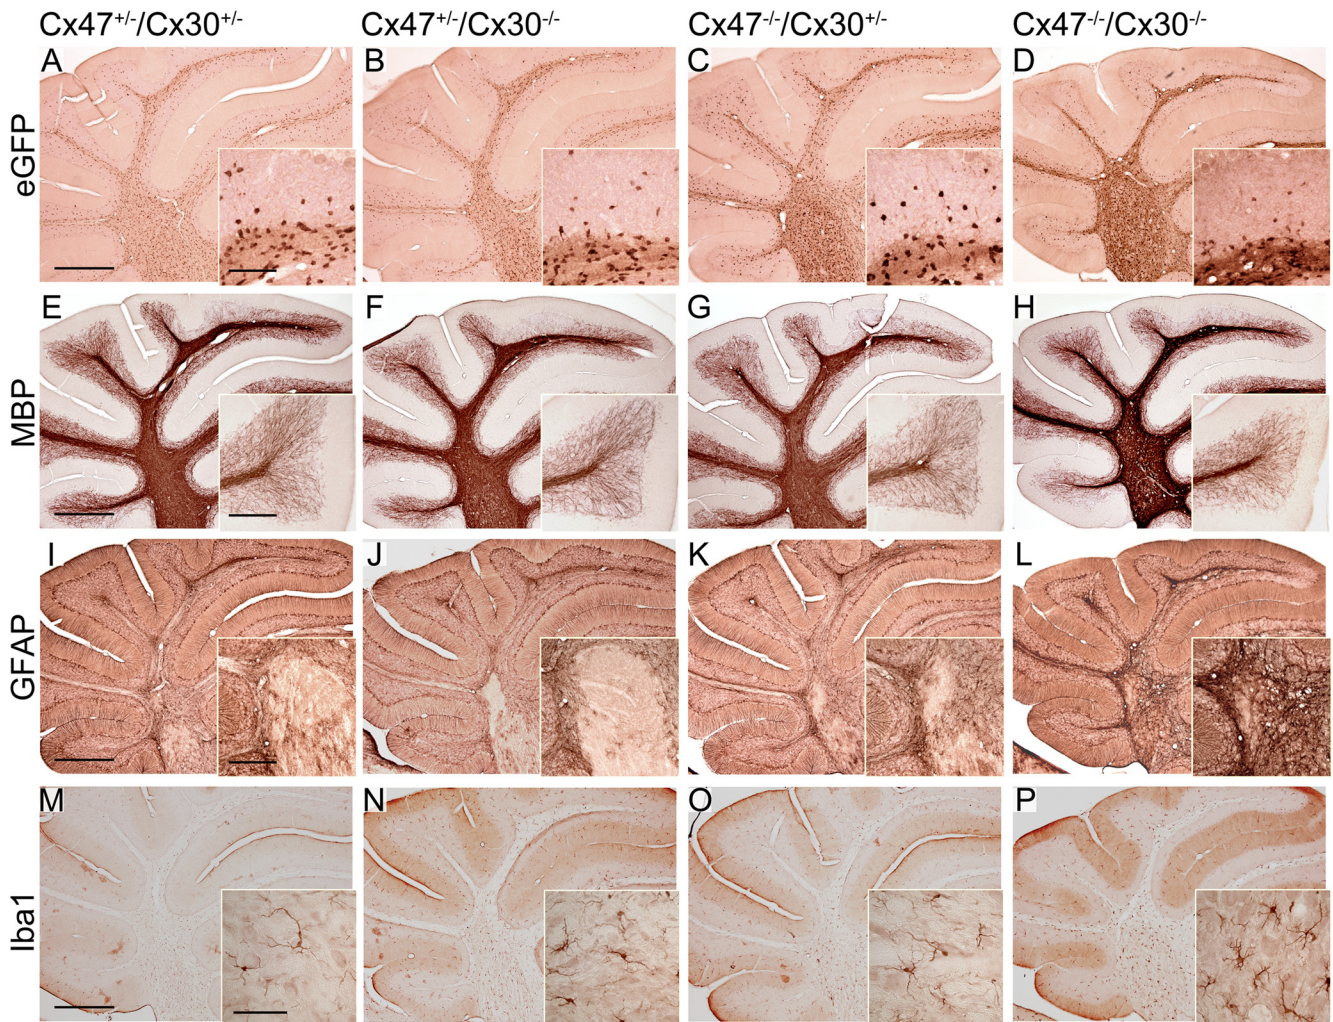 Cx47+/-/Cx30+/- Cx47+/-/Cx30-/- Cx47-/-/Cx30+/- Cx47-/-/Cx30-/-
A B C D
eGFP
E F G H
MBP
I J K L
GFAP
M N O P
Iba1